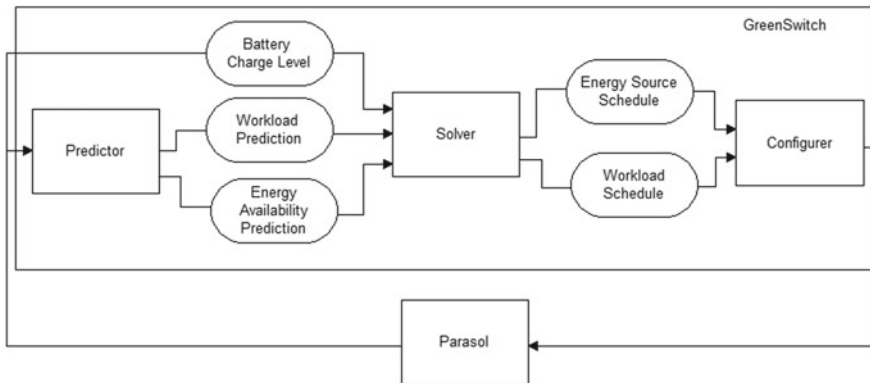 GreenSwitch
Battery
Charge Level
Energy Source
Schedule
Predictor
Workload
Prediction
Solver
Configurer
Energy
Availability
Prediction
Workload
Schedule
Parasol